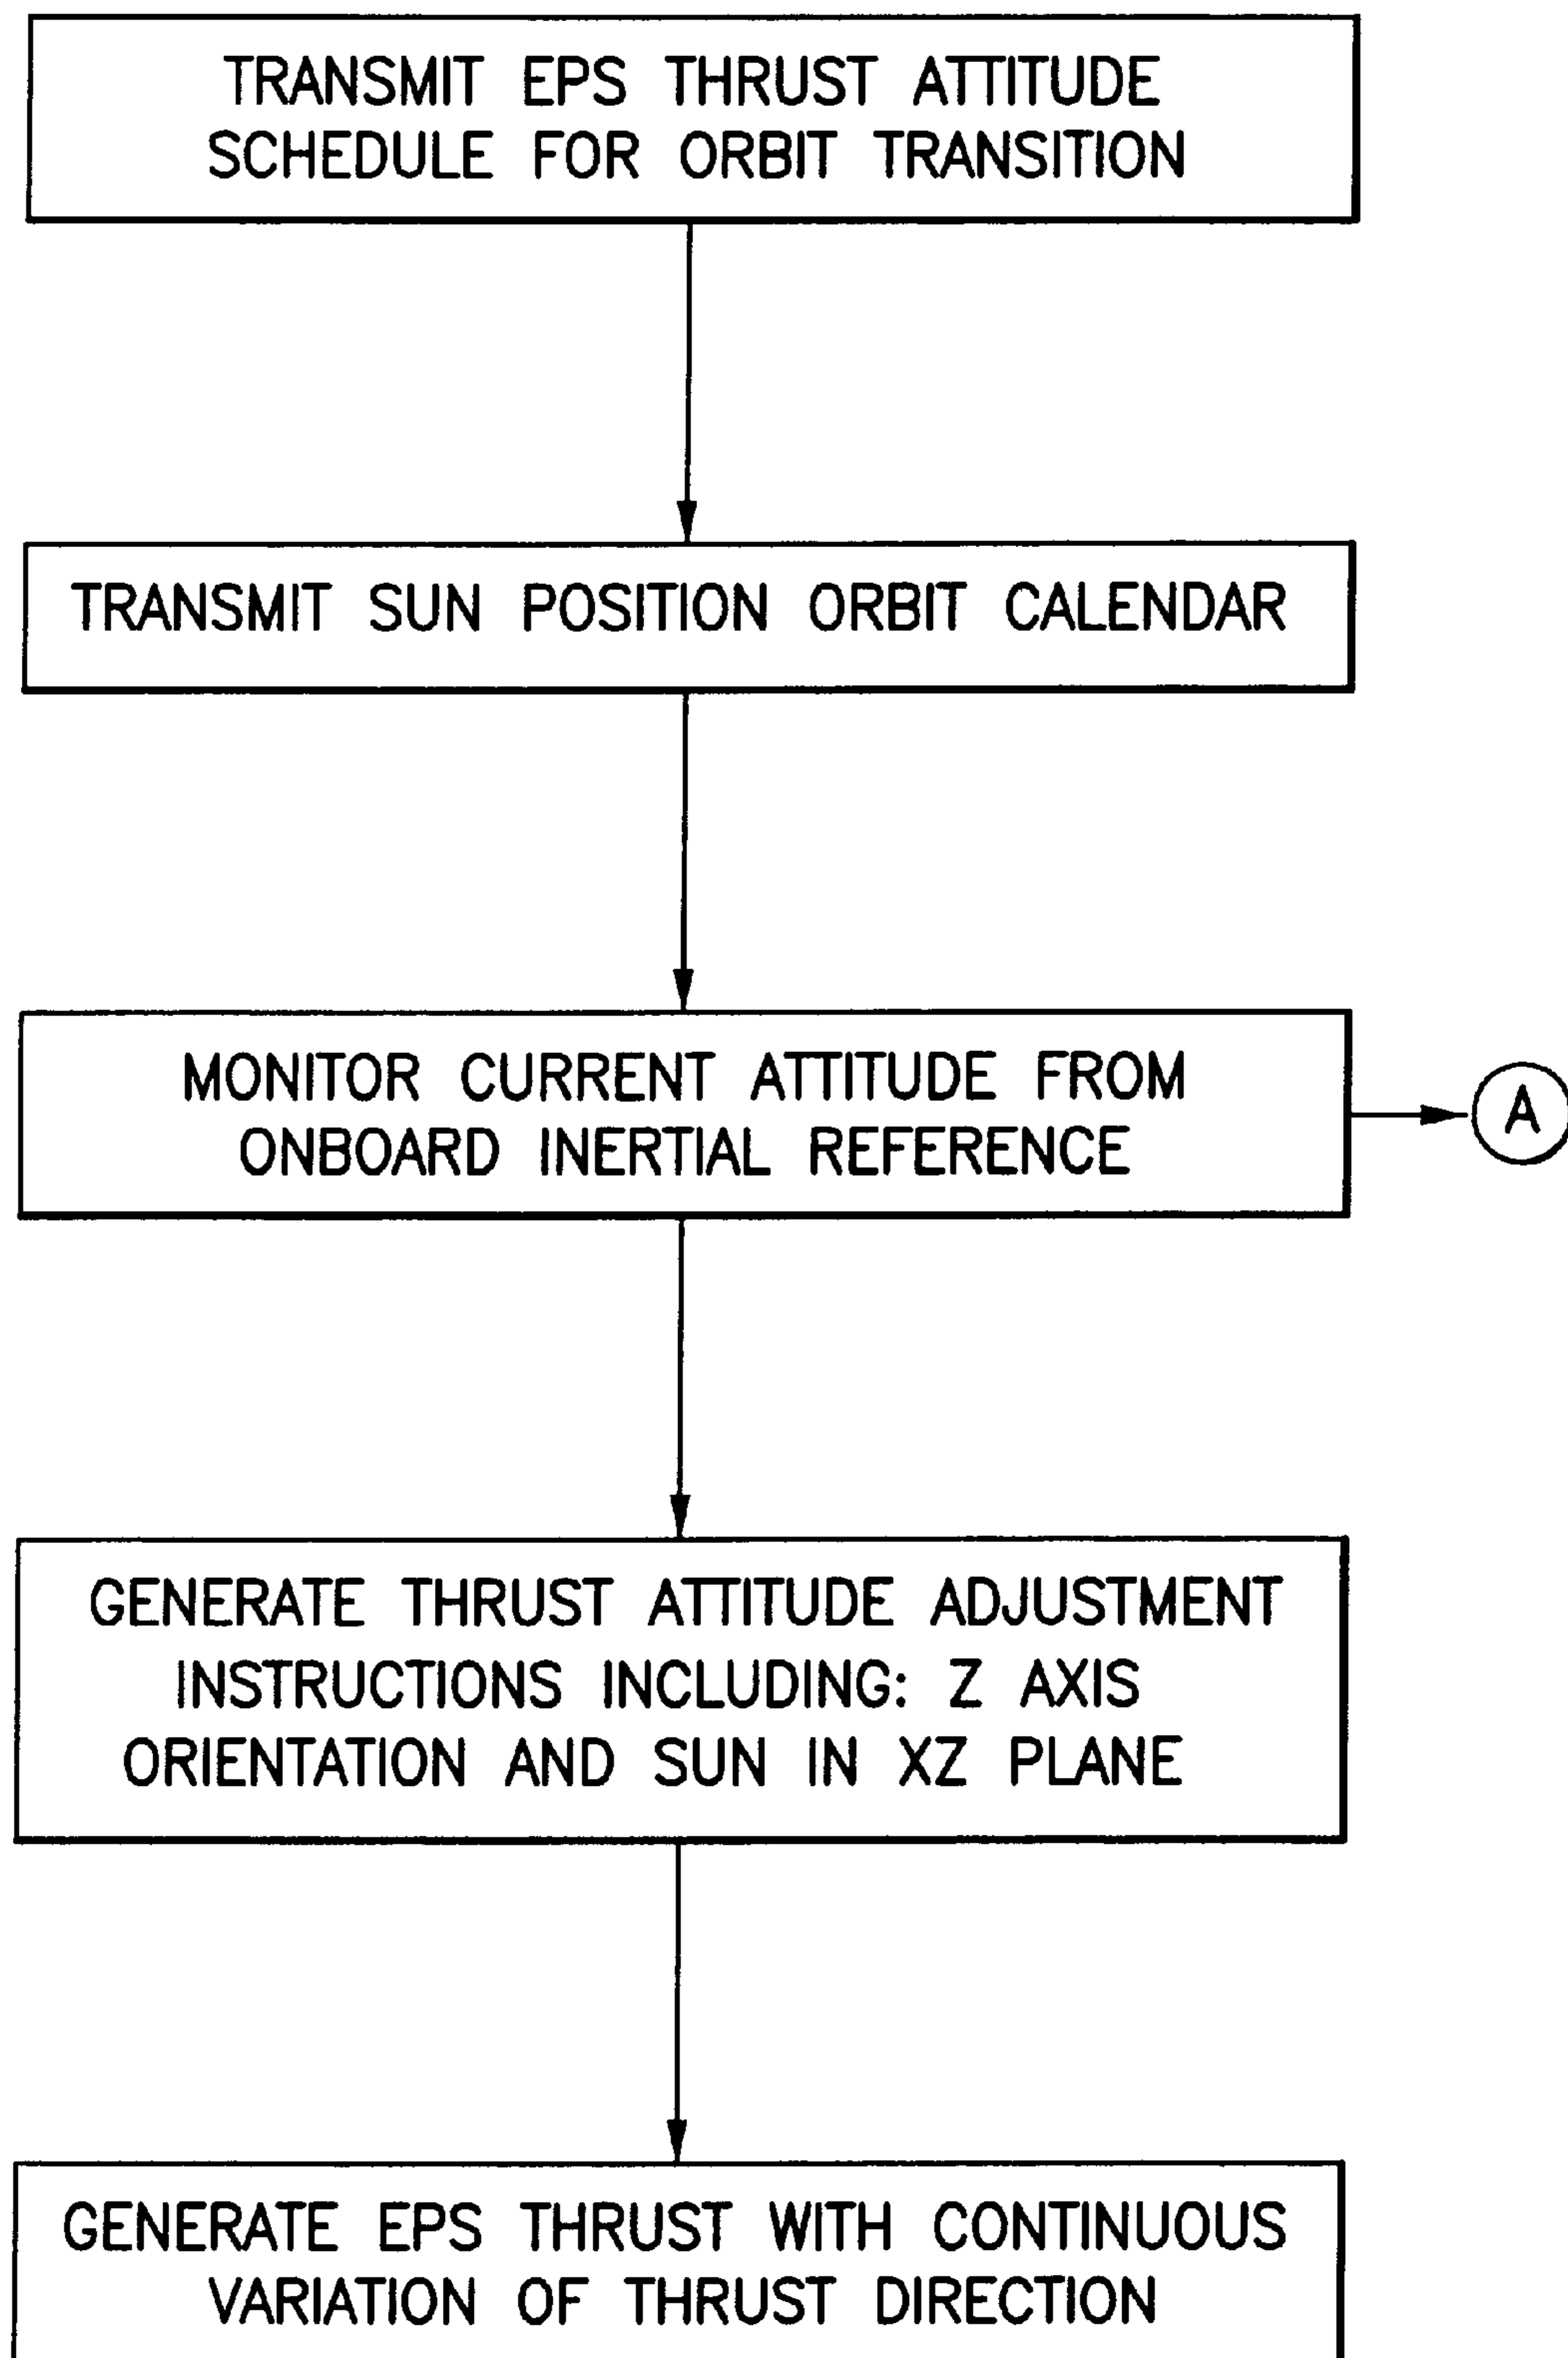 TRANSMIT EPS THRUST ATTITUDE
SCHEDULE FOR ORBIT TRANSITION
TRANSMIT SUN POSITION ORBIT CALENDAR
MONITOR CURRENT ATTITUDE FROM
ONBOARD INERTIAL REFERENCE
A
GENERATE THRUST ATTITUDE ADJUSTMENT
INSTRUCTIONS INCLUDING: Z AXIS
ORIENTATION AND SUN IN XZ PLANE
GENERATE EPS THRUST WITH CONTINUOUS
VARIATION OF THRUST DIRECTION